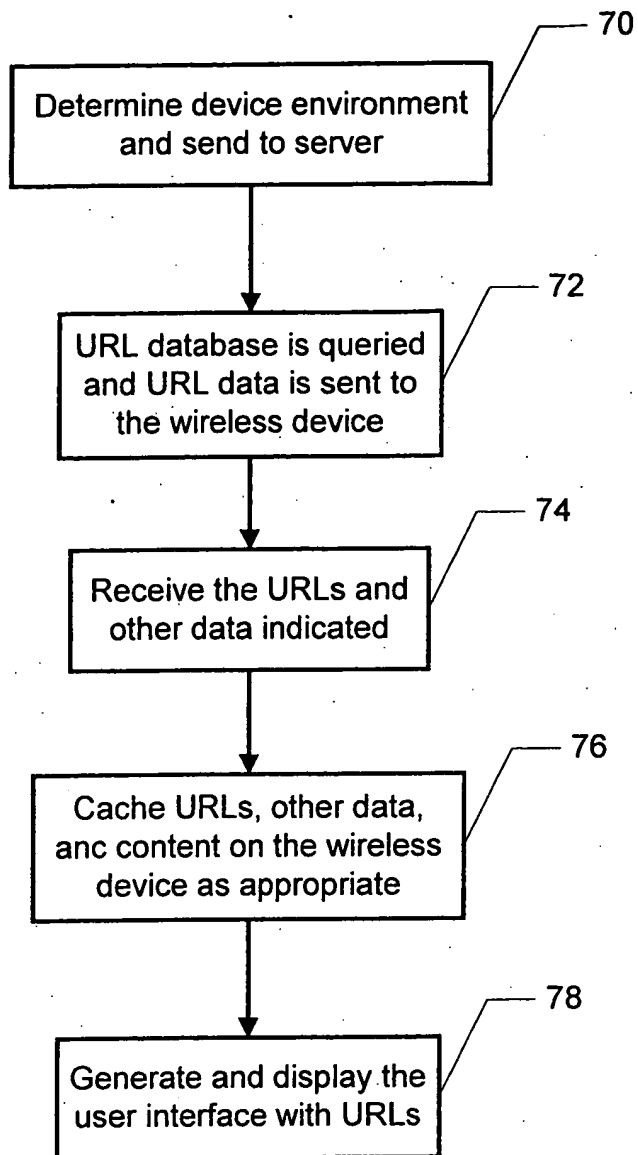 70
Determine device environment
and send to server
72
URL database is queried
and URL data is sent to
the wireless device
74
Receive the URLs and
other data indicated
76
Cache URLs, other data,
anc content on the wireless
device as appropriate
78
Generate and display the
user interface with URLs